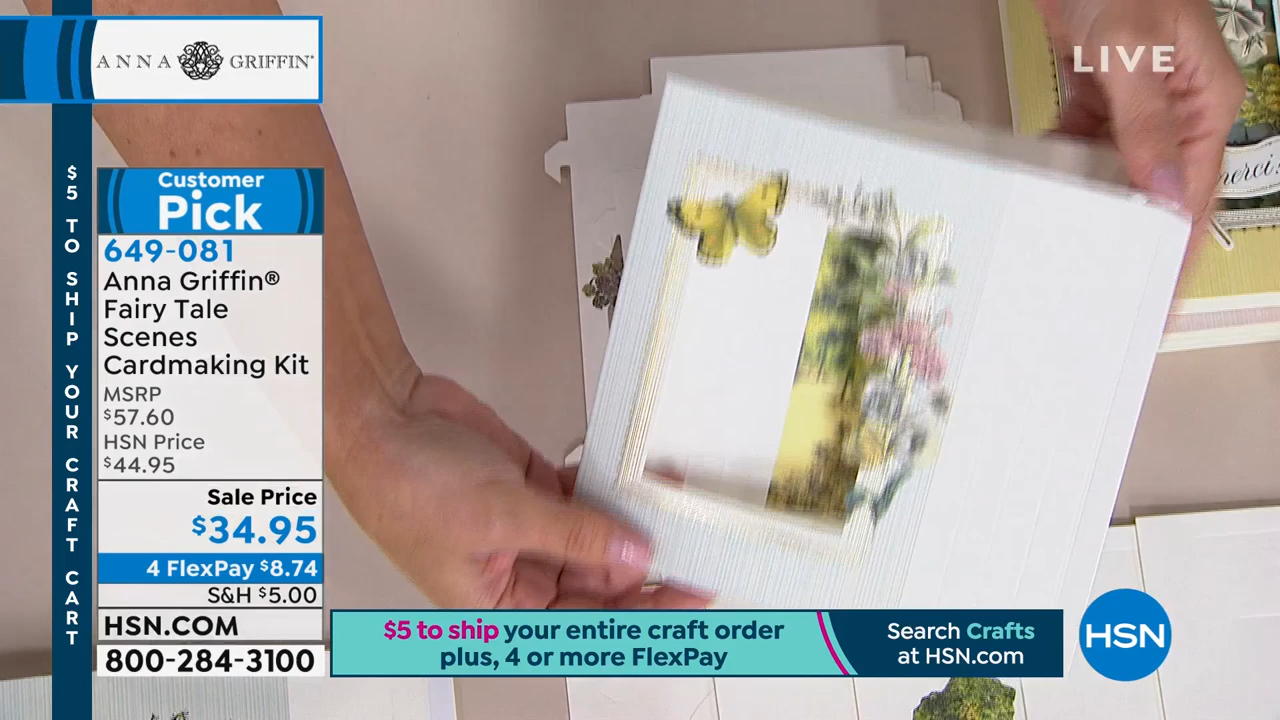 ANNA GRIFFIN
LIVE
$5 TO SHIP YOUR CRAFT CART
Customer
Pick
649-081
Anna Griffin®
Fairy Tale
Scenes
Cardmaking Kit
MSRP
$57.60
HSN Price
$44.95
Sale Price
$34.95
4 FlexPay $8.74
S&H $5.00
HSN.COM
800-284-3100
$5 to ship your entire craft order
plus, 4 or more FlexPay
Search Crafts
at HSN.com
HSN
merci!